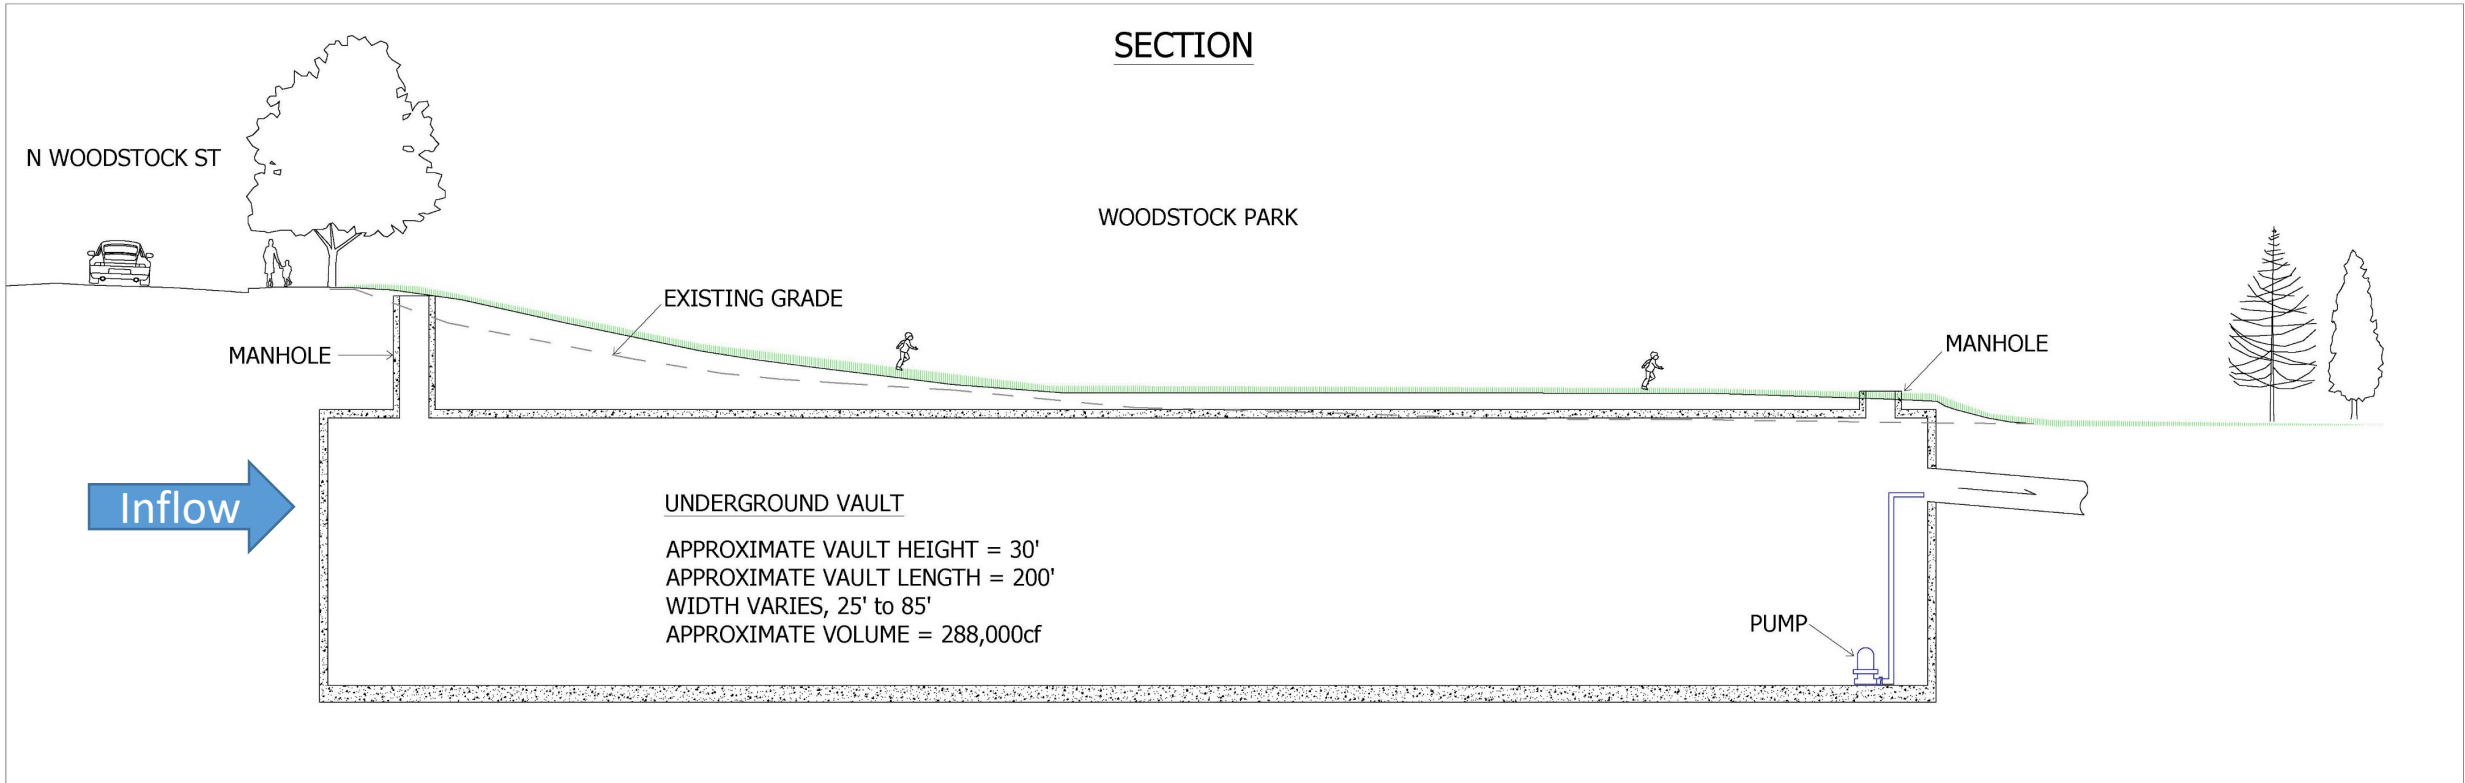 SECTION
N WOODSTOCK ST
WOODSTOCK PARK
EXISTING GRADE
MANHOLE
MANHOLE
Inflow
UNDERGROUND VAULT
APPROXIMATE VAULT HEIGHT = 30'
APPROXIMATE VAULT LENGTH = 200'
WIDTH VARIES, 25' to 85'
APPROXIMATE VOLUME = 288,000cf
PUMP